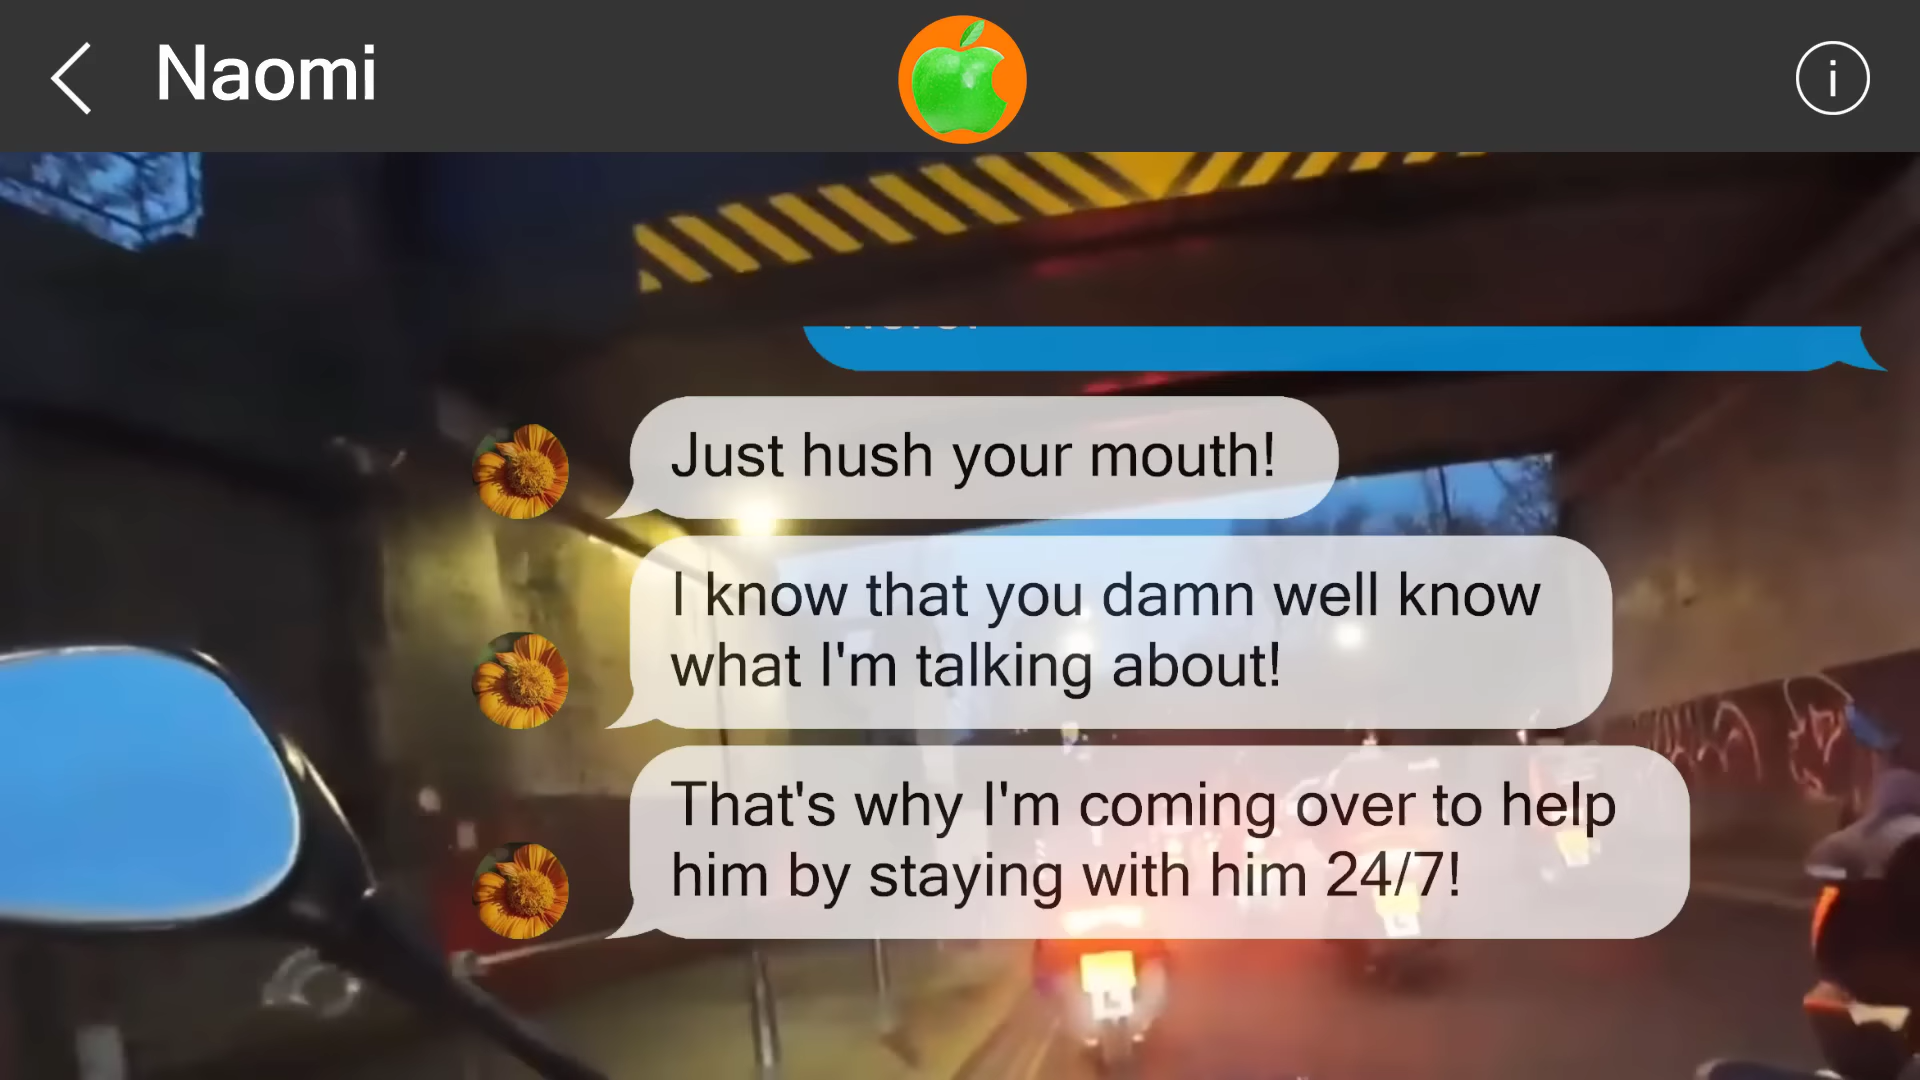 Naomi
Just hush your mouth!
I know that you damn well know
what I'm talking about!
That's why I'm coming over to help
him by staying with him 24/7!